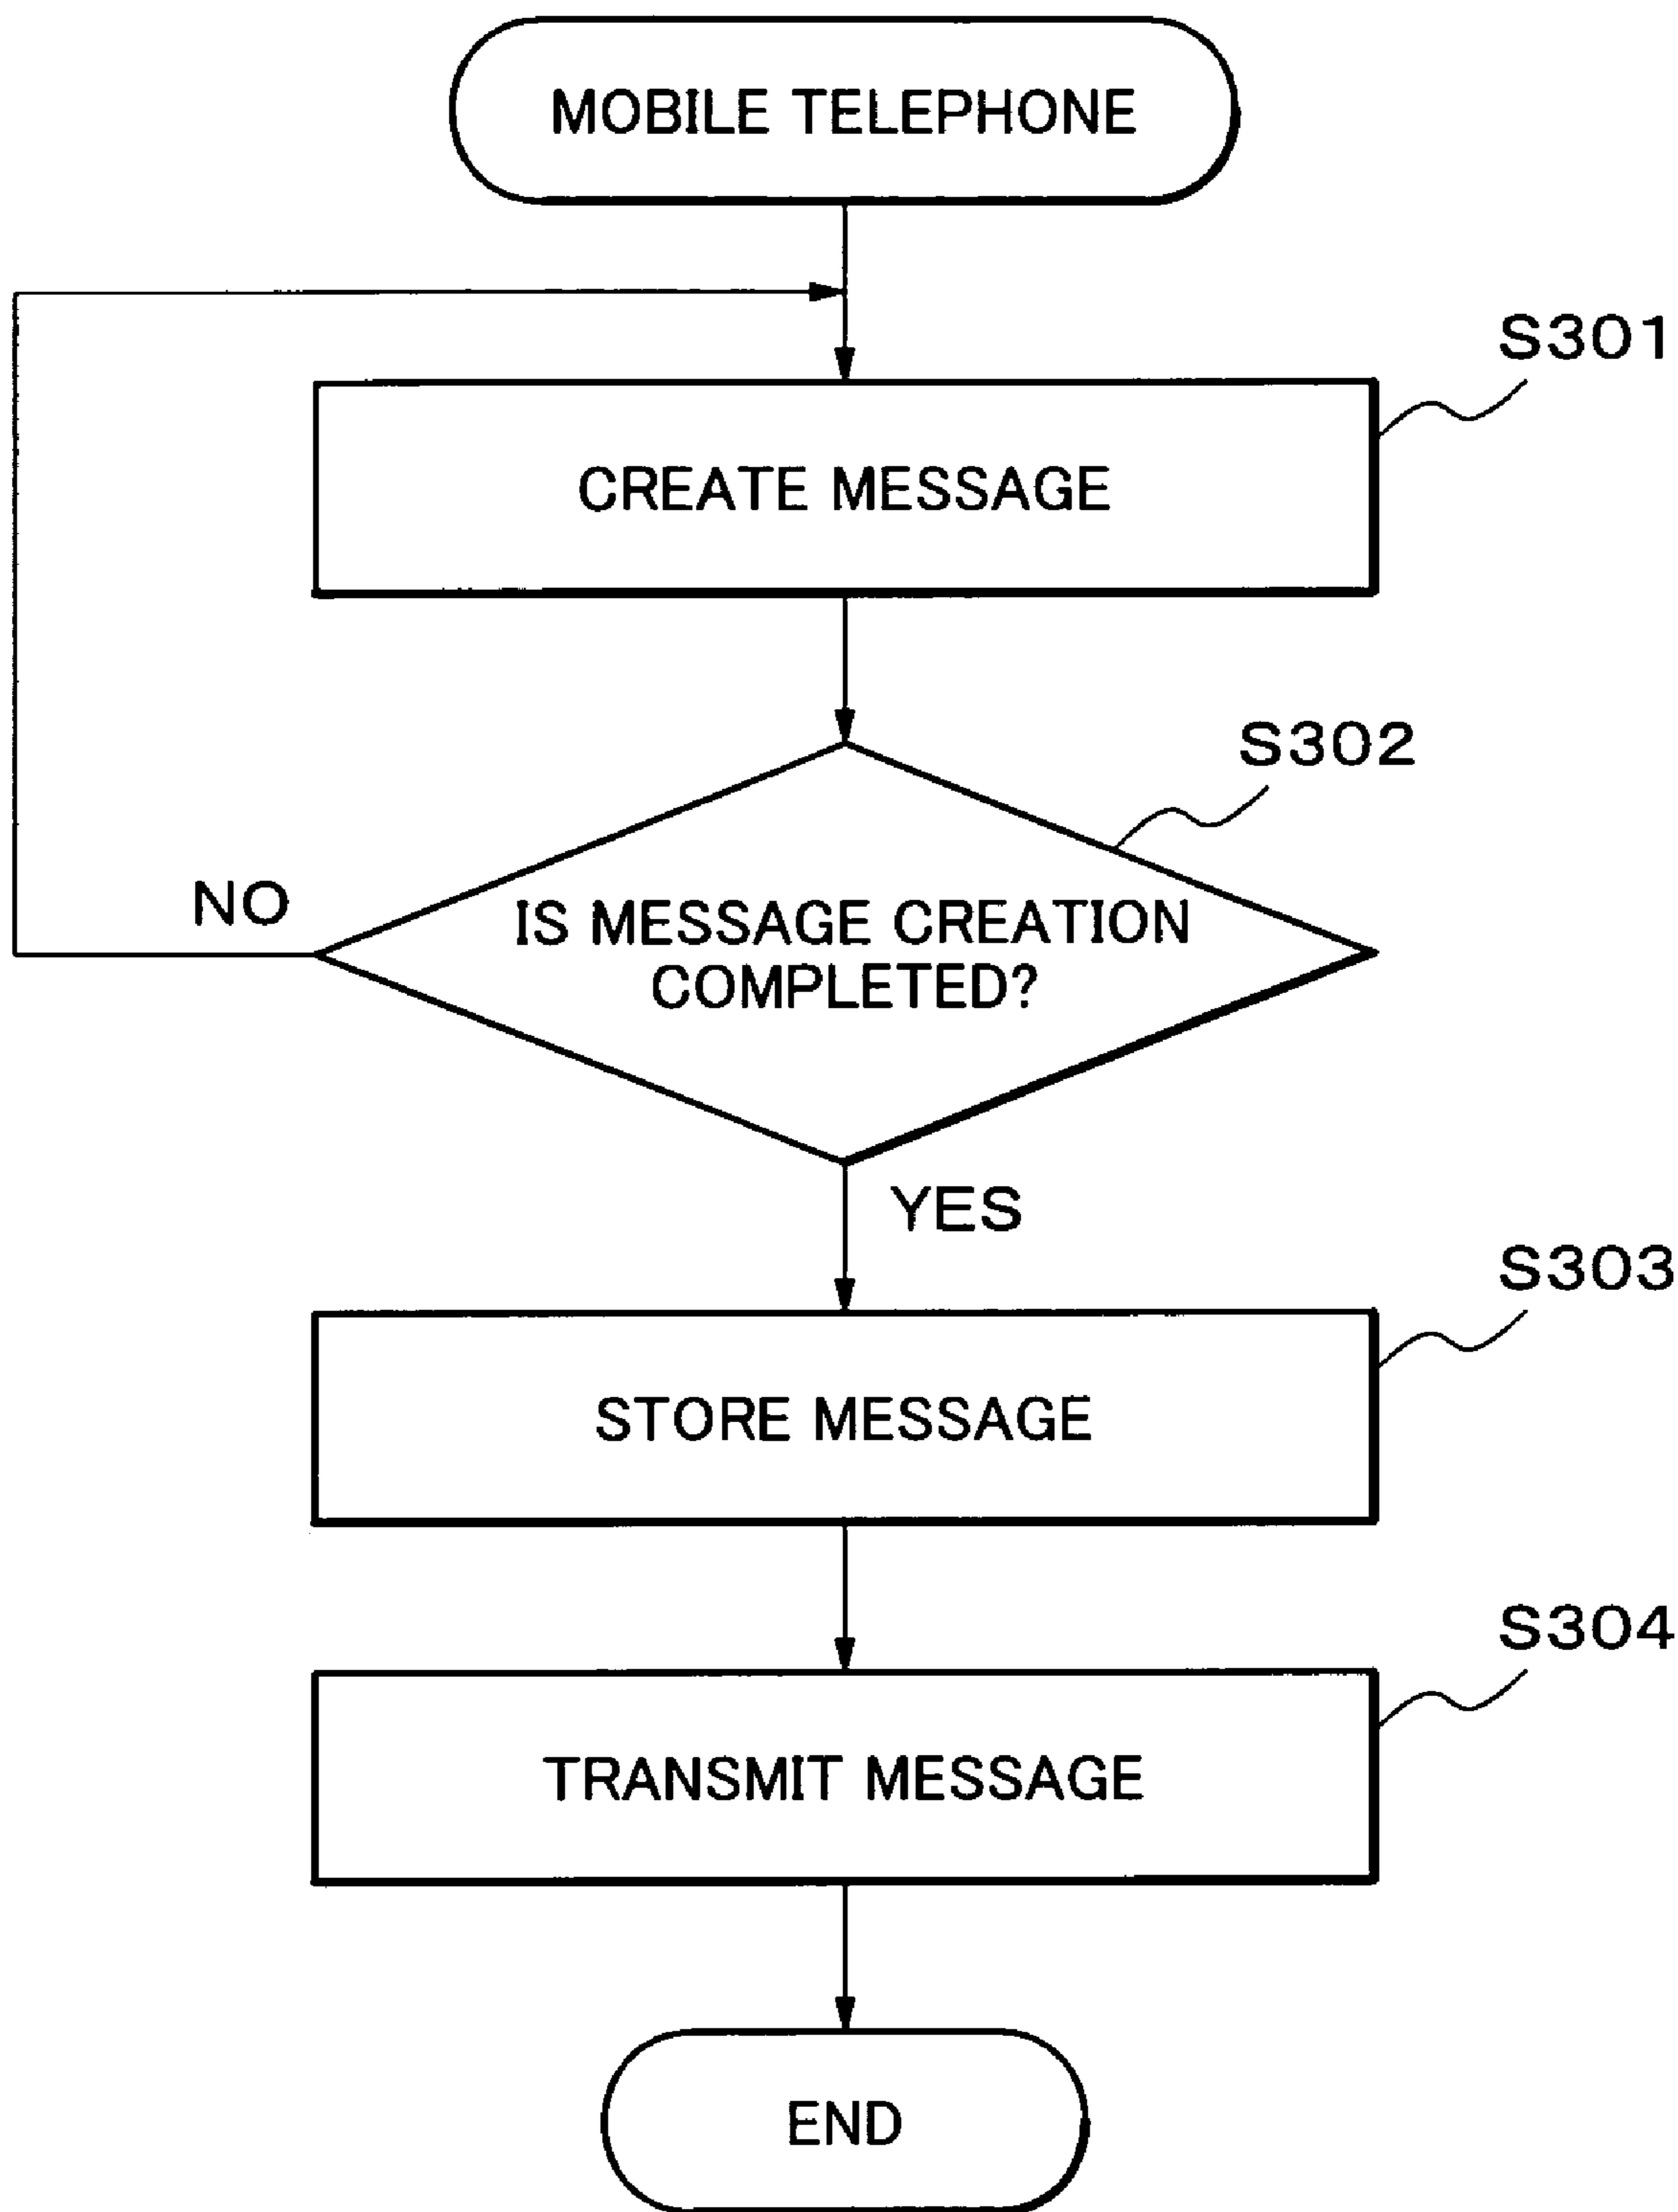 MOBILE TELEPHONE
S301
CREATE MESSAGE
S302
NO
IS MESSAGE CREATION
COMPLETED?
YES
S303
STORE MESSAGE
S304
TRANSMIT MESSAGE
END